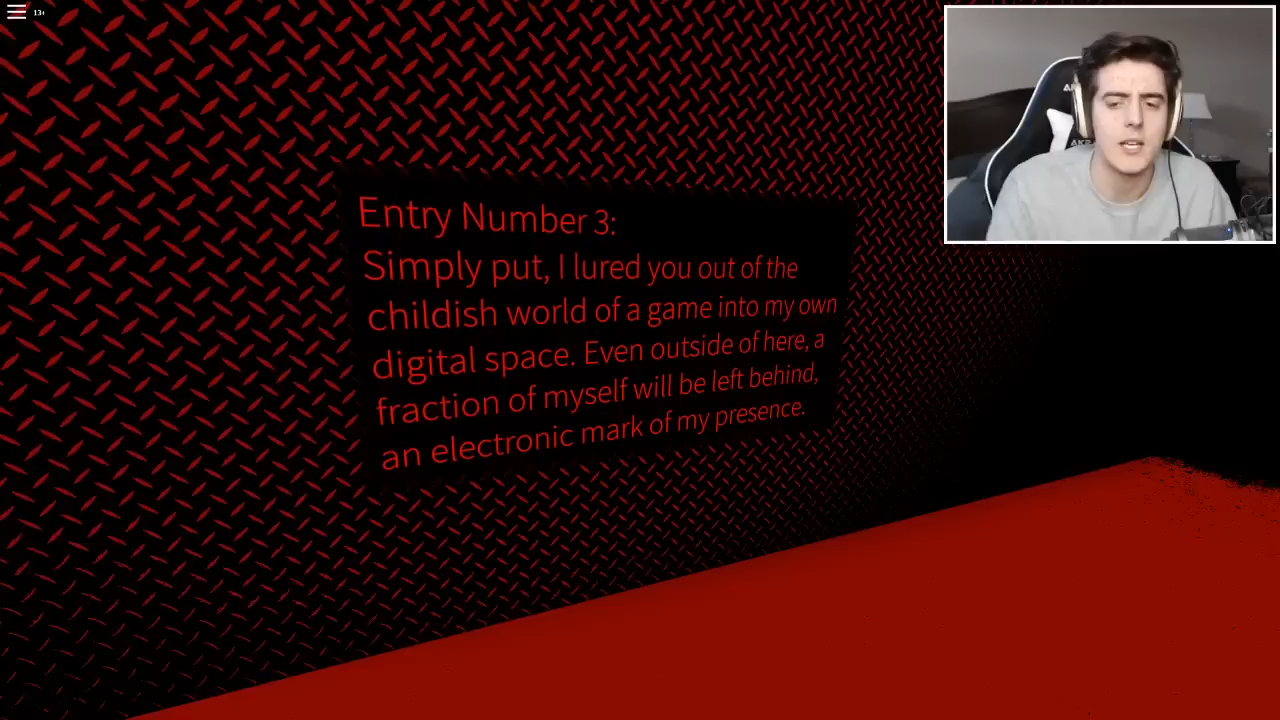 13+
Entry Number 3:
Simply put, I lured you out of the
childish world of a game into my own
digital space. Even outside of here, a
fraction of myself will be left behind,
an electronic mark of my presence.